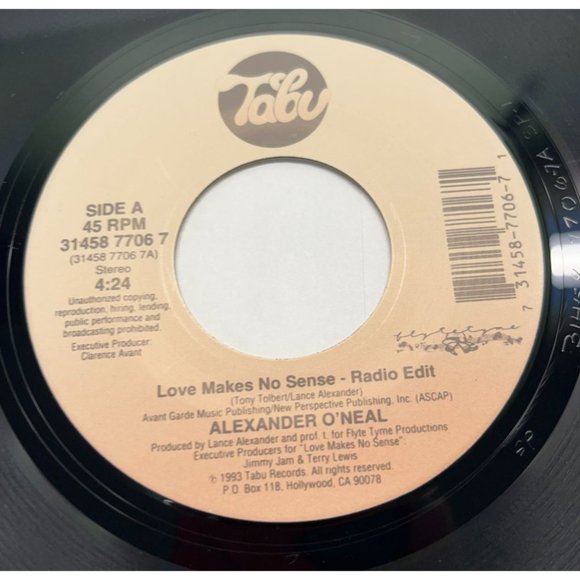 Tabu
SIDE A
45 RPM
31458 7706 7
(31458 7706 7A)
Stereo
4:24
Unauthorized copying,
reproduction, hiring, lending,
public performance and
broadcasting prohibited.
Executive Producer:
Clarence Avant
7 31458-7706-7 1
flyte tyme
Love Makes No Sense - Radio Edit
(Tony Tolbert/Lance Alexander)
Avant Garde Music Publishing/New Perspective Publishing, Inc. (ASCAP)
ALEXANDER O'NEAL
Produced by Lance Alexander and prof. t. for Flyte Tyme Productions
Executive Producers for "Love Makes No Sense":
Jimmy Jam & Terry Lewis
℗ 1993 Tabu Records. All rights reserved.
P.O. Box 118, Hollywood, CA 90078